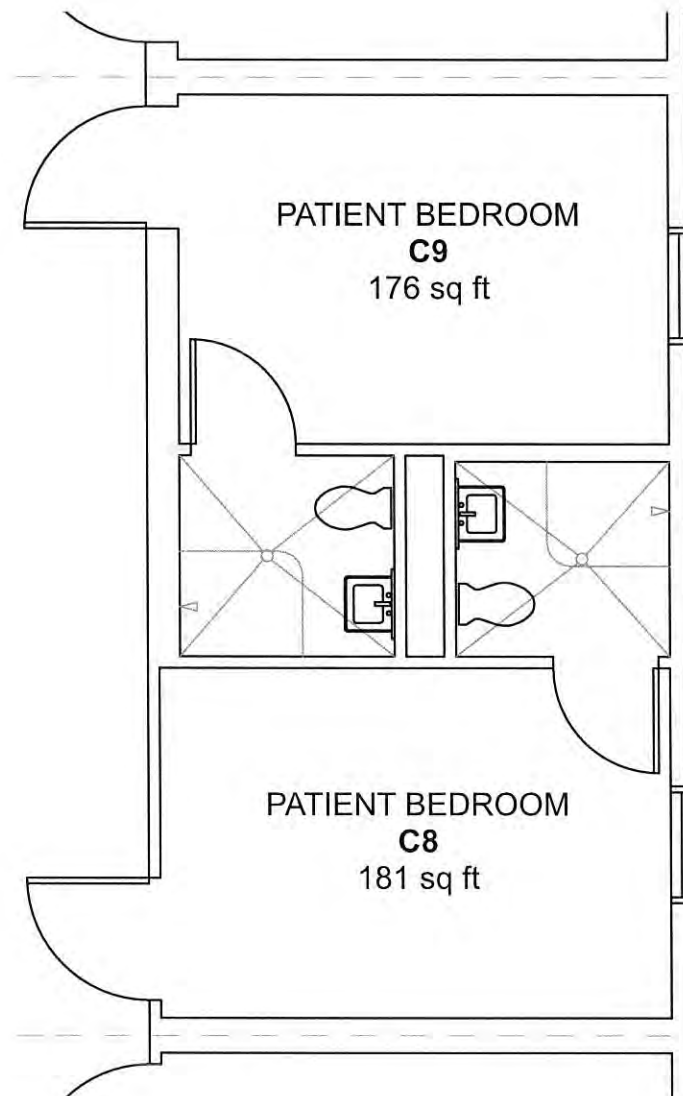 PATIENT BEDROOM
C9
176 sq ft
PATIENT BEDROOM
C8
181 sq ft